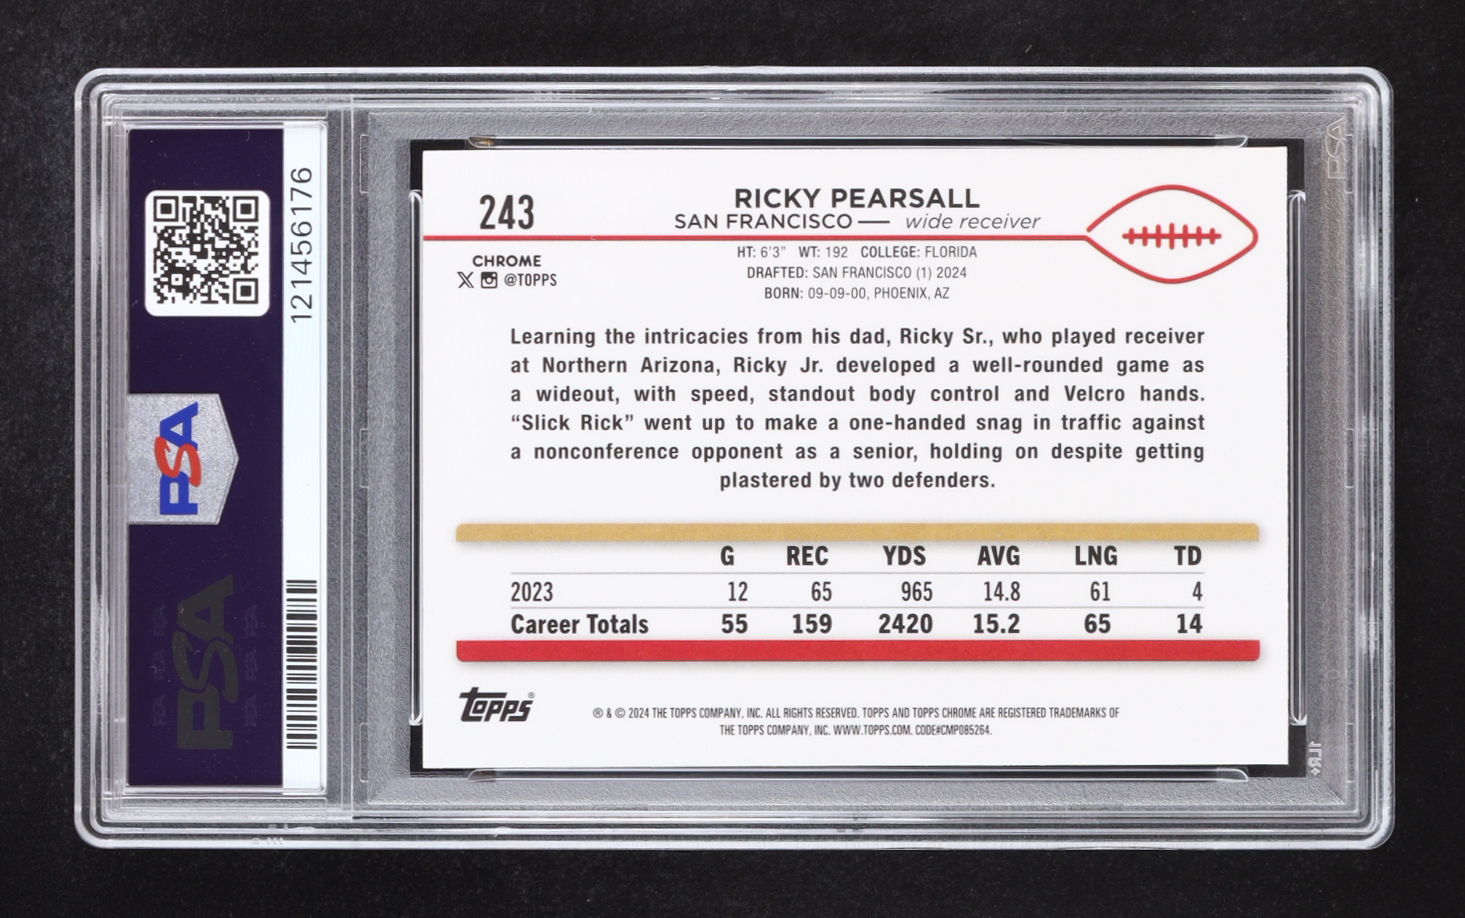 121456176
PSA
PSA
243
RICKY PEARSALL
SAN FRANCISCO— wide receiver
CHROME
@TOPPS
HT: 6'3" WT: 192 COLLEGE: FLORIDA
DRAFTED: SAN FRANCISCO (1) 2024
BORN: 09-09-00, PHOENIX, AZ
Learning the intricacies from his dad, Ricky Sr., who played receiver
at Northern Arizona, Ricky Jr. developed a well-rounded game as
a wideout, with speed, standout body control and Velcro hands.
“Slick Rick” went up to make a one-handed snag in traffic against
a nonconference opponent as a senior, holding on despite getting
plastered by two defenders.
G REC YDS AVG LNG TD
2023 12 65 965 14.8 61 4
Career Totals 55 159 2420 15.2 65 14
topps®
® & © 2024 THE TOPPS COMPANY, INC. ALL RIGHTS RESERVED. TOPPS AND TOPPS CHROME ARE REGISTERED TRADEMARKS OF
THE TOPPS COMPANY, INC. WWW.TOPPS.COM. CODE#CMP085264.
PSA